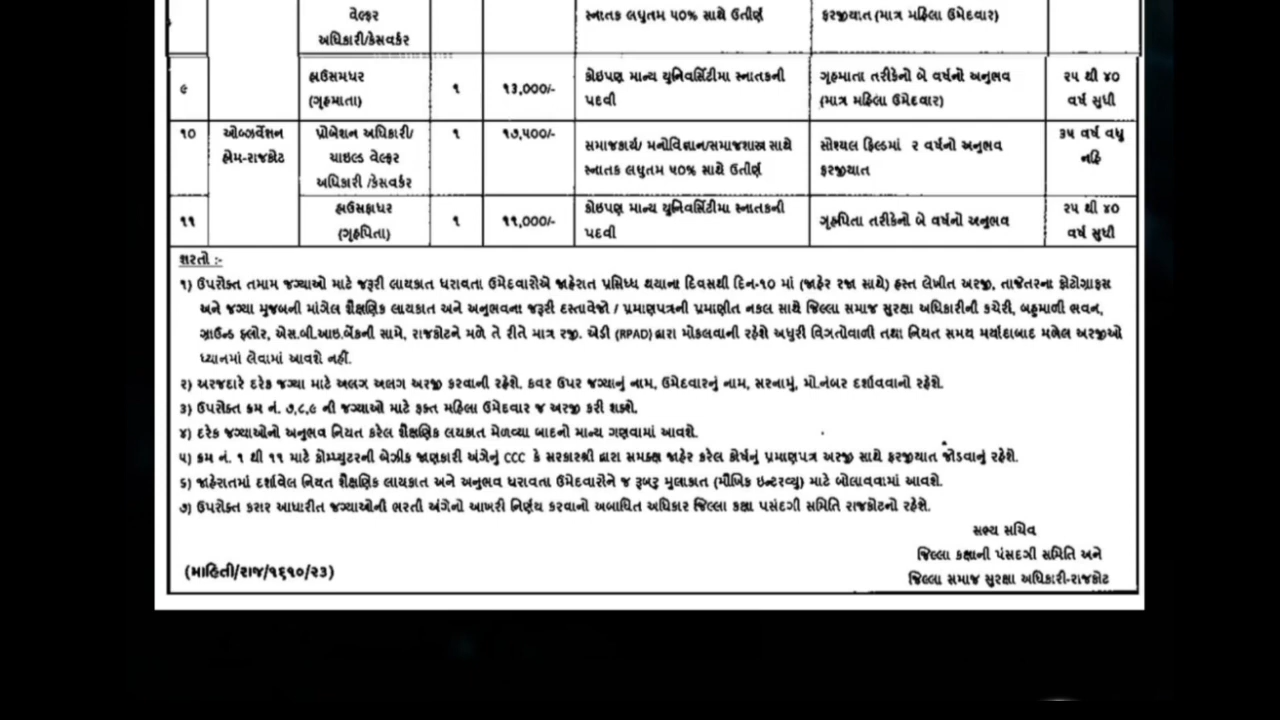 વેલ્ફર
અધિકારી/કેસવર્કર
સ્નાતક લઘુતમ ૫૦% સાથે ઉતીર્ણ
ફરજીયાત (માત્ર મહિલા ઉમેદવાર)
૯
હાઉસમધર
(ગૃહમાતા)
૧
૧૩,૦૦૦/-
કોઇપણ માન્ય યુનિવર્સિટીમા સ્નાતકની
પદવી
ગૃહમાતા તરીકેનો બે વર્ષનો અનુભવ
(માત્ર મહિલા ઉમેદવાર)
૨૫ થી ૪૦
વર્ષ સુધી
૧૦
ઓબ્ઝર્વેશન
હોમ-રાજકોટ
પ્રોબેશન અધિકારી/
ચાઇલ્ડ વેલ્ફર
અધિકારી /કેસવર્કર
૧
૧૭,૫૦૦/-
સમાજકાર્ય/ મનોવિજ્ઞાન/સમાજશાસ્ત્ર સાથે
સ્નાતક લઘુતમ ૫૦% સાથે ઉતીર્ણ
સોશ્યલ ફિલ્ડમાં ૨ વર્ષનો અનુભવ
ફરજીયાત
૩૫ વર્ષ વધુ
નહિ
૧૧
હાઉસફાધર
(ગૃહપિતા)
૧
૧૧,૦૦૦/-
કોઇપણ માન્ય યુનિવર્સિટીમા સ્નાતકની
પદવી
ગૃહપિતા તરીકેનો બે વર્ષનો અનુભવ
૨૫ થી ૪૦
વર્ષ સુધી
શરતો :-
૧) ઉપરોક્ત તમામ જગ્યાઓ માટે જરૂરી લાયકાત ધરાવતા ઉમેદવારોએ જાહેરાત પ્રસિધ્ધ થયાના દિવસથી દિન-૧૦ માં (જાહેર રજા સાથે) હસ્ત લેખીત અરજી, તાજેતરના ફોટોગ્રાફસ
અને જગ્યા મુજબની માંગેલ શૈક્ષણિક લાયકાત અને અનુભવના જરૂરી દસ્તાવેજો / પ્રમાણપત્રની પ્રમાણીત નકલ સાથે જિલ્લા સમાજ સુરક્ષા અધિકારીની કચેરી, બહુમાળી ભવન,
ગ્રાઉન્ડ ફ્લોર, એસ.બી.આઇ.બેંકની સામે, રાજકોટને મળે તે રીતે માત્ર રજી. એડી (RPAD) દ્વારા મોકલવાની રહેશે અધુરી વિગતોવાળી તથા નિયત સમય મર્યાદાબાદ મળેલ અરજીઓ
ધ્યાનમાં લેવામાં આવશે નહીં.
૨) અરજદારે દરેક જગ્યા માટે અલગ અલગ અરજી કરવાની રહેશે. કવર ઉપર જગ્યાનું નામ, ઉમેદવારનું નામ, સરનામું, મો.નંબર દર્શાવવાનો રહેશે.
૩) ઉપરોક્ત ક્રમ નં. ૭,૮,૯ ની જગ્યાઓ માટે ફક્ત મહિલા ઉમેદવાર જ અરજી કરી શકશે.
૪) દરેક જગ્યાઓનો અનુભવ નિયત કરેલ શૈક્ષણિક લયકાત મેળવ્યા બાદનો માન્ય ગણવામાં આવશે.
૫) ક્રમ નં. ૧ થી ૧૧ માટે કોમ્પ્યુટરની બેઝીક જાણકારી અંગેનું CCC કે સરકારશ્રી દ્વારા સમકક્ષ જાહેર કરેલ કોર્ષનું પ્રમાણપત્ર અરજી સાથે ફરજીયાત જોડવાનું રહેશે.
૬) જાહેરાતમાં દર્શાવેલ નિયત શૈક્ષણિક લાયકાત અને અનુભવ ધરાવતા ઉમેદવારોને જ રૂબરુ મુલાકાત (મૌખિક ઇન્ટરવ્યુ) માટે બોલાવવામાં આવશે.
૭) ઉપરોક્ત કરાર આધારીત જગ્યાઓની ભરતી અંગેનો આખરી નિર્ણય કરવાનો અબાધિત અધિકાર જિલ્લા કક્ષા પસંદગી સમિતિ રાજકોટનો રહેશે.
સભ્ય સચિવ
જિલ્લા કક્ષાની પંસદગી સમિતિ અને
જિલ્લા સમાજ સુરક્ષા અધિકારી-રાજકોટ
(માહિતી/રાજ/૧૬૧૦/૨૩)